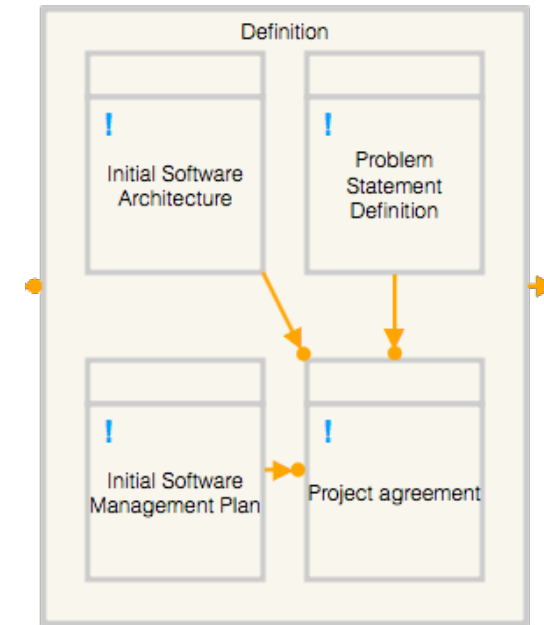 Definition
!
Initial Software
Architecture
!
Problem
Statement
Definition
!
Initial Software
Management Plan
!
Project agreement